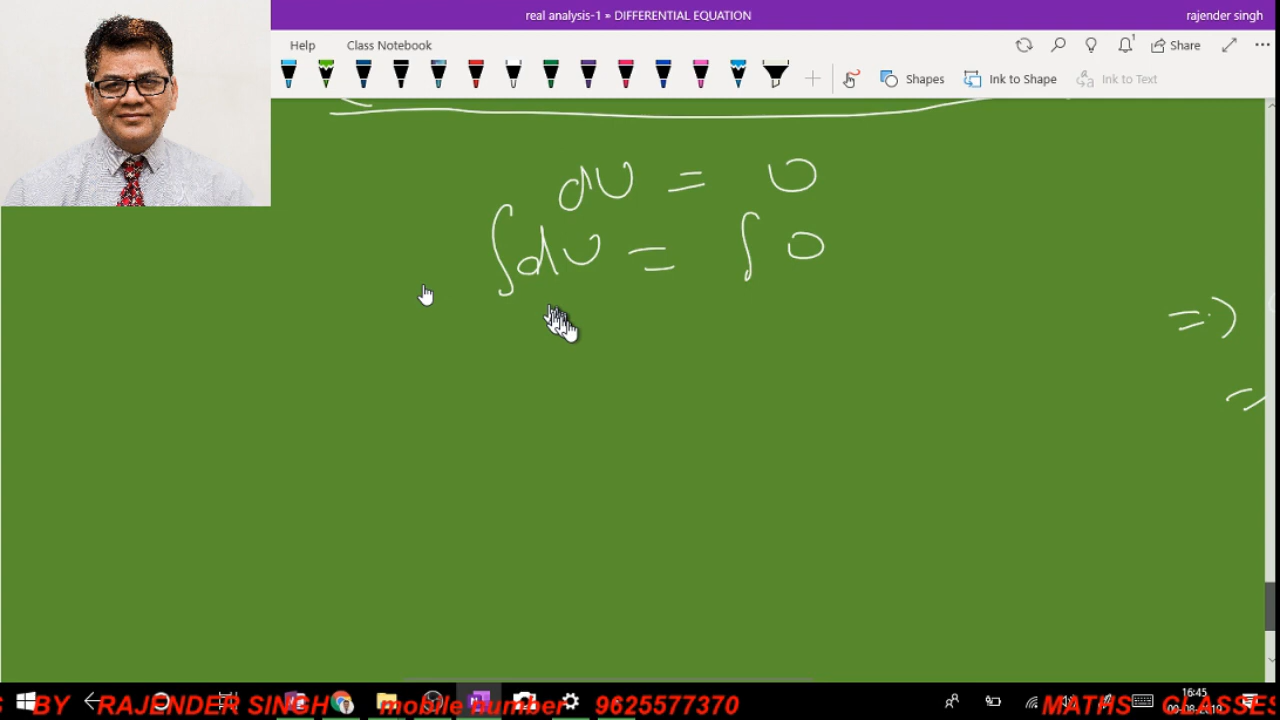 real analysis-1 » DIFFERENTIAL EQUATION
rajender singh
Help
Class Notebook
Share
Shapes
Ink to Shape
Ink to Text
du = 0
∫du = ∫0
=>)
=
BY RAJENDER SINGH mobile number 9625577370 MATHS CLASSES
16:45